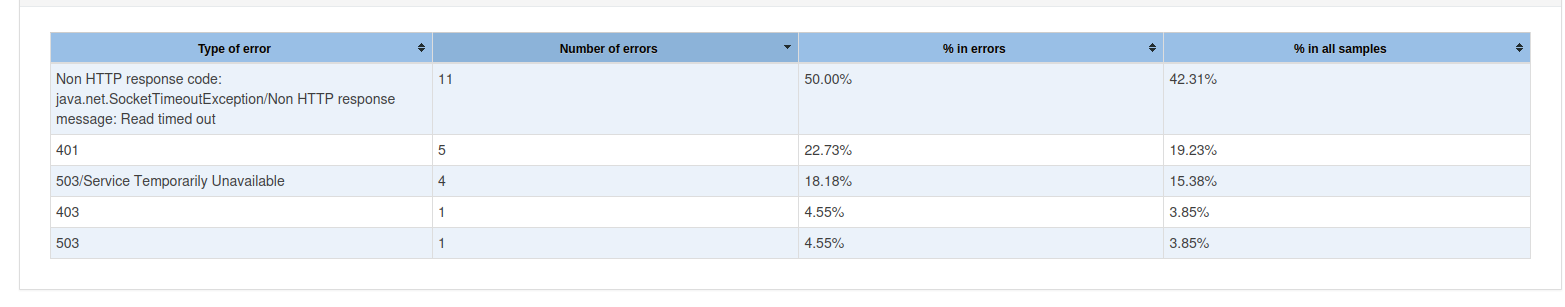 Type of error Number of errors % in errors % in all samples
Non HTTP response code: 11 50.00% 42.31%
java.net.SocketTimeoutException/Non HTTP response
message: Read timed out
401 5 22.73% 19.23%
503/Service Temporarily Unavailable 4 18.18% 15.38%
403 1 4.55% 3.85%
503 1 4.55% 3.85%